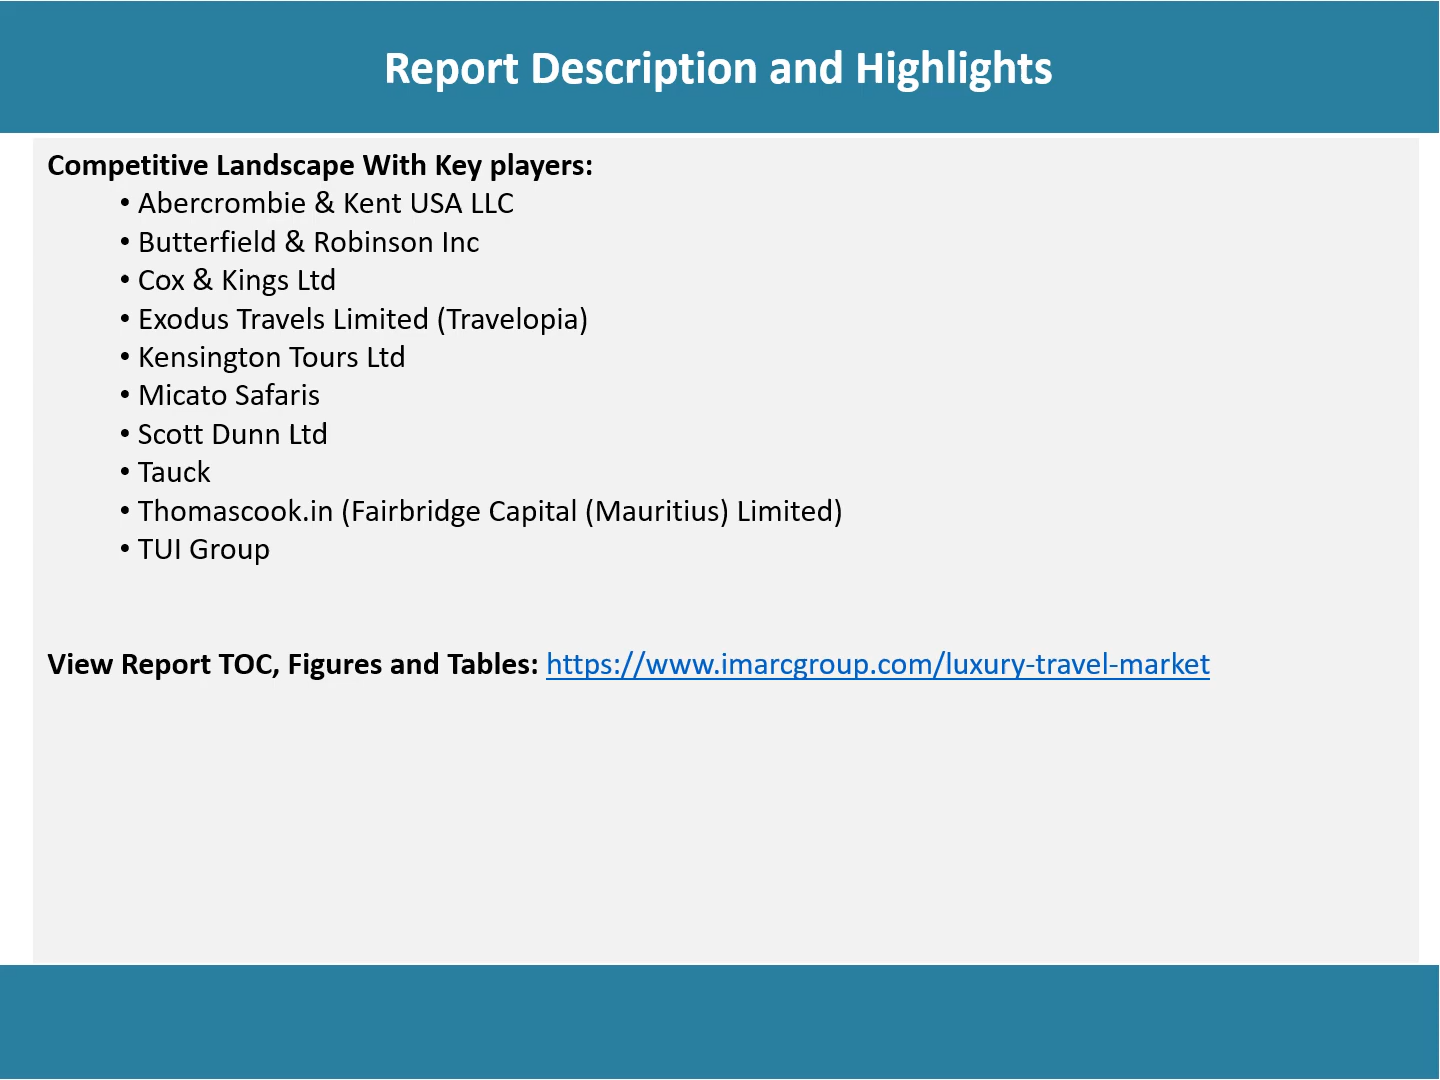 Report Description and Highlights
Competitive Landscape With Key players:
• Abercrombie & Kent USA LLC
• Butterfield & Robinson Inc
• Cox & Kings Ltd
• Exodus Travels Limited (Travelopia)
• Kensington Tours Ltd
• Micato Safaris
• Scott Dunn Ltd
• Tauck
• Thomascook.in (Fairbridge Capital (Mauritius) Limited)
• TUI Group
View Report TOC, Figures and Tables: https://www.imarcgroup.com/luxury-travel-market